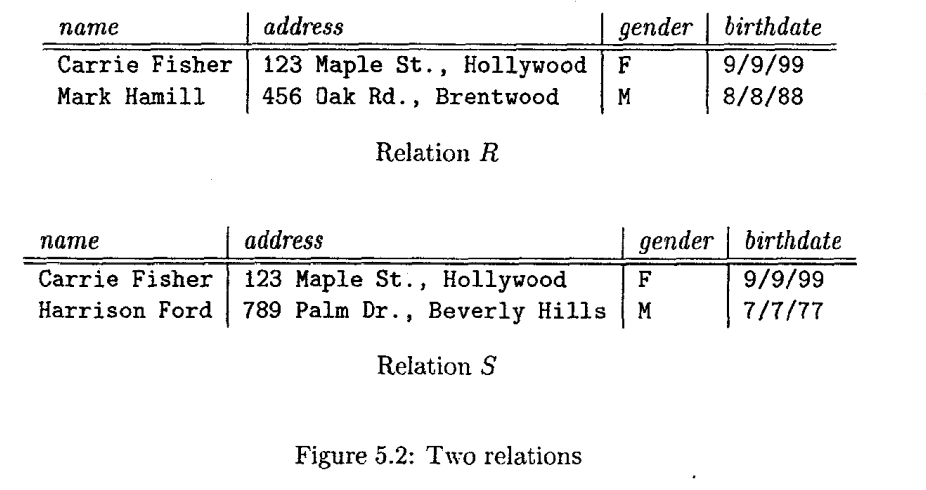 name address gender birthdate
Carrie Fisher 123 Maple St., Hollywood F 9/9/99
Mark Hamill 456 Oak Rd., Brentwood M 8/8/88
Relation R
name address gender birthdate
Carrie Fisher 123 Maple St., Hollywood F 9/9/99
Harrison Ford 789 Palm Dr., Beverly Hills M 7/7/77
Relation S
Figure 5.2: Two relations